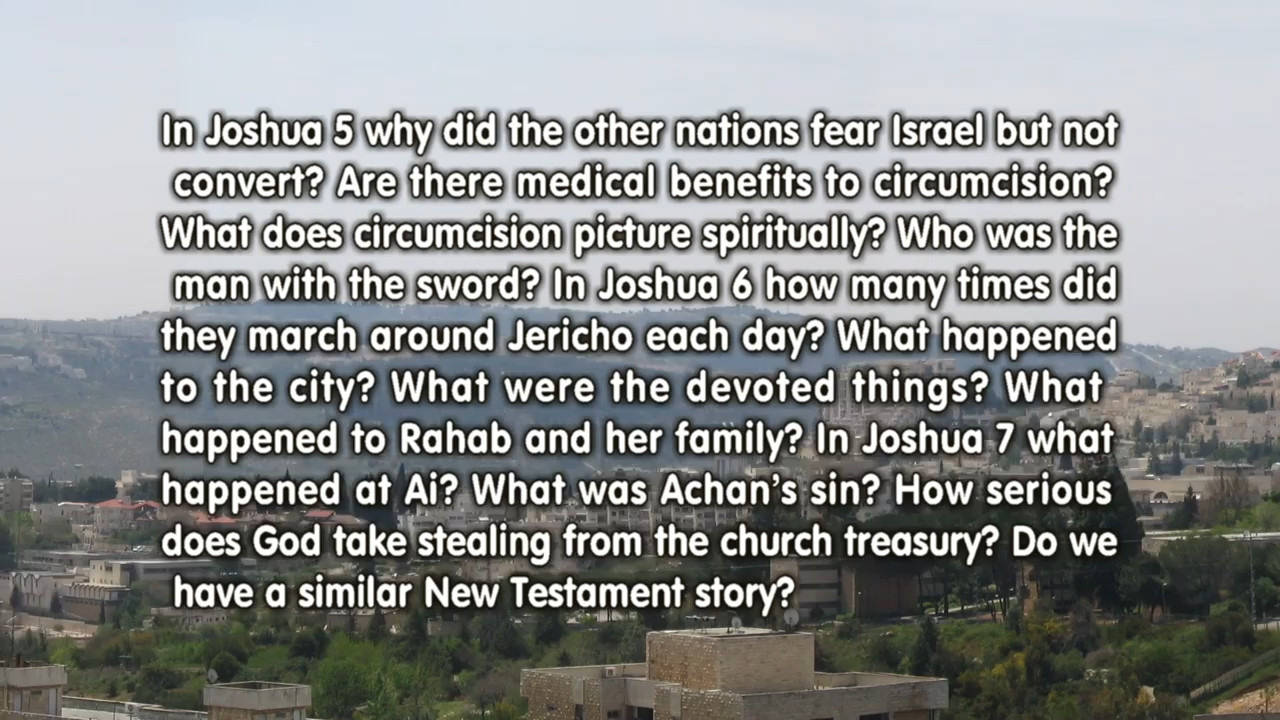 In Joshua 5 why did the other nations fear Israel but not
convert? Are there medical benefits to circumcision?
What does circumcision picture spiritually? Who was the
man with the sword? In Joshua 6 how many times did
they march around Jericho each day? What happened
to the city? What were the devoted things? What
happened to Rahab and her family? In Joshua 7 what
happened at Ai? What was Achan’s sin? How serious
does God take stealing from the church treasury? Do we
have a similar New Testament story?